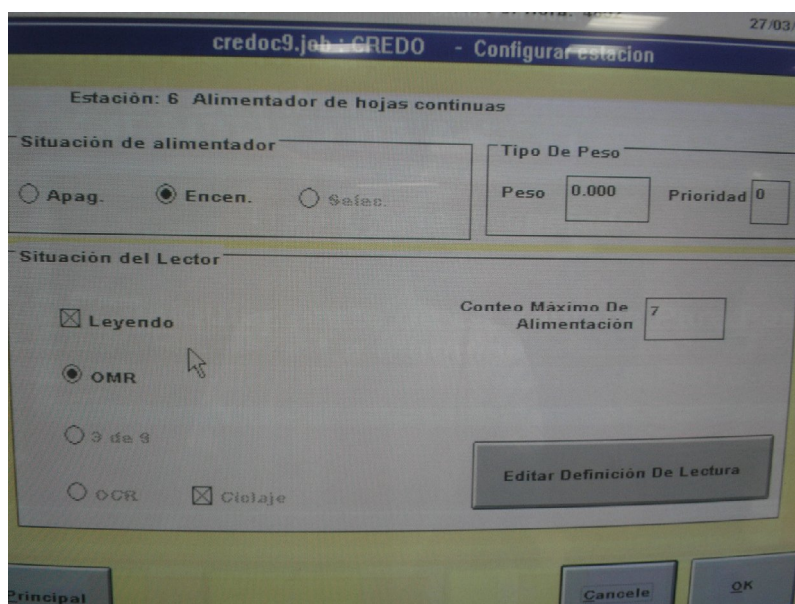 27/03/
credoc9.job : CREDO - Configurar estacion
Estación: 6 Alimentador de hojas continuas
Situación de alimentador
Tipo De Peso
Apag.
Encen.
Selec.
Peso
0.000
Prioridad
0
Situación del Lector
Leyendo
Conteo Máximo De
Alimentación
7
OMR
3 de 9
Editar Definición De Lectura
OCR
Ciclaje
Principal
Cancele
OK